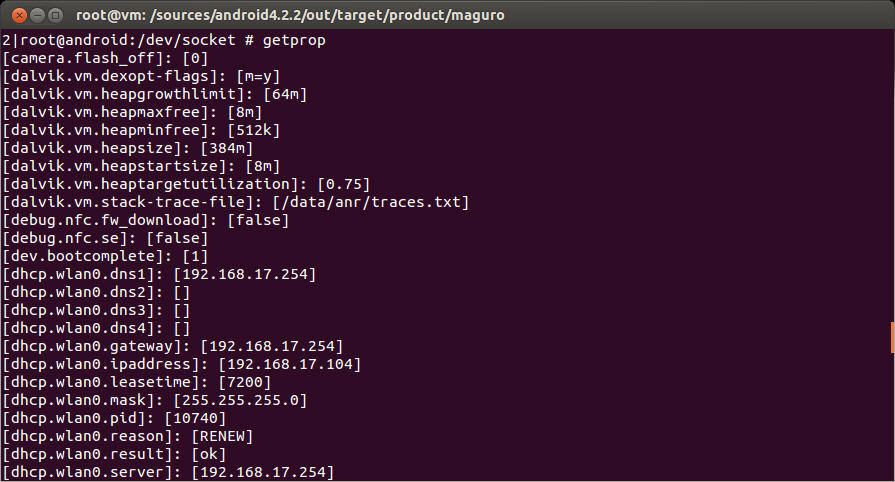 root@vm: /sources/android4.2.2/out/target/product/maguro
2|root@android:/dev/socket # getprop
[camera.flash_off]: [0]
[dalvik.vm.dexopt-flags]: [m=y]
[dalvik.vm.heapgrowthlimit]: [64m]
[dalvik.vm.heapmaxfree]: [8m]
[dalvik.vm.heapminfree]: [512k]
[dalvik.vm.heapsize]: [384m]
[dalvik.vm.heapstartsize]: [8m]
[dalvik.vm.heaptargetutilization]: [0.75]
[dalvik.vm.stack-trace-file]: [/data/anr/traces.txt]
[debug.nfc.fw_download]: [false]
[debug.nfc.se]: [false]
[dev.bootcomplete]: [1]
[dhcp.wlan0.dns1]: [192.168.17.254]
[dhcp.wlan0.dns2]: []
[dhcp.wlan0.dns3]: []
[dhcp.wlan0.dns4]: []
[dhcp.wlan0.gateway]: [192.168.17.254]
[dhcp.wlan0.ipaddress]: [192.168.17.104]
[dhcp.wlan0.leasetime]: [7200]
[dhcp.wlan0.mask]: [255.255.255.0]
[dhcp.wlan0.pid]: [10740]
[dhcp.wlan0.reason]: [RENEW]
[dhcp.wlan0.result]: [ok]
[dhcp.wlan0.server]: [192.168.17.254]